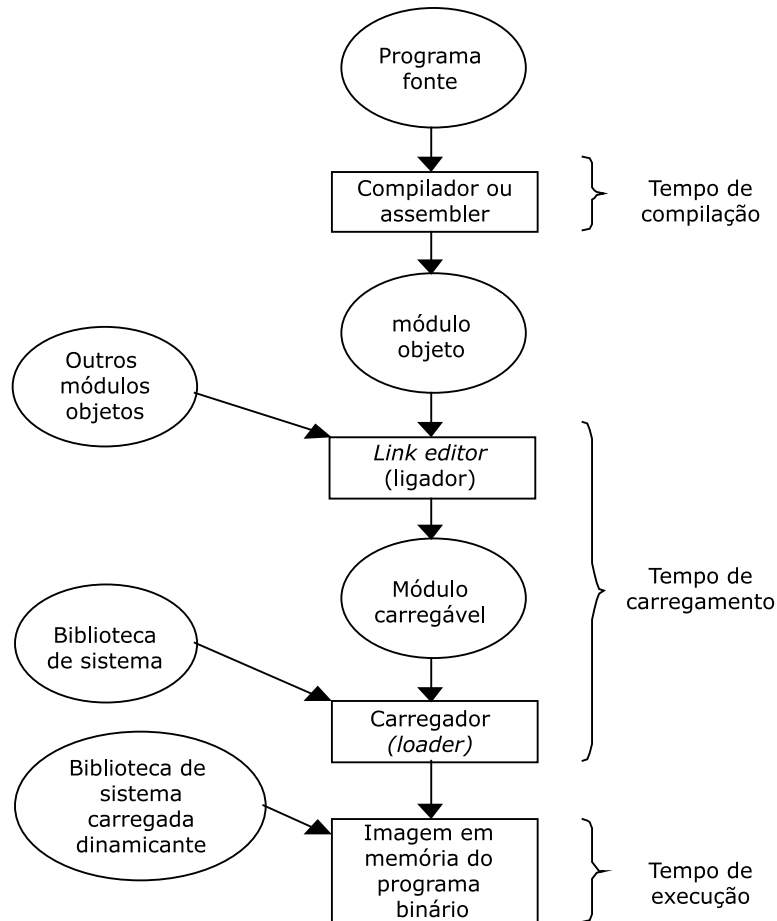 Programa
fonte
Compilador ou
assembler
Tempo de
compilação
módulo
objeto
Outros
módulos
objetos
Link editor
(ligador)
Módulo
carregável
Tempo de
carregamento
Biblioteca
de sistema
Carregador
(loader)
Biblioteca de
sistema
carregada
dinamicante
Imagem em
memória do
programa
binário
Tempo de
execução